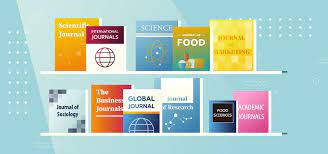 Scientific
Journal
INTERNATIONAL
JOURNALS
SCIENCE
JOURNAL OF
FOOD
JOURNAL
OF
MARKETING
Journal of
Sociology
The
Business
Journals
GLOBAL
JOURNAL
Journal
of Research
FOOD
SCIENCES
ACADEMIC
JOURNALS